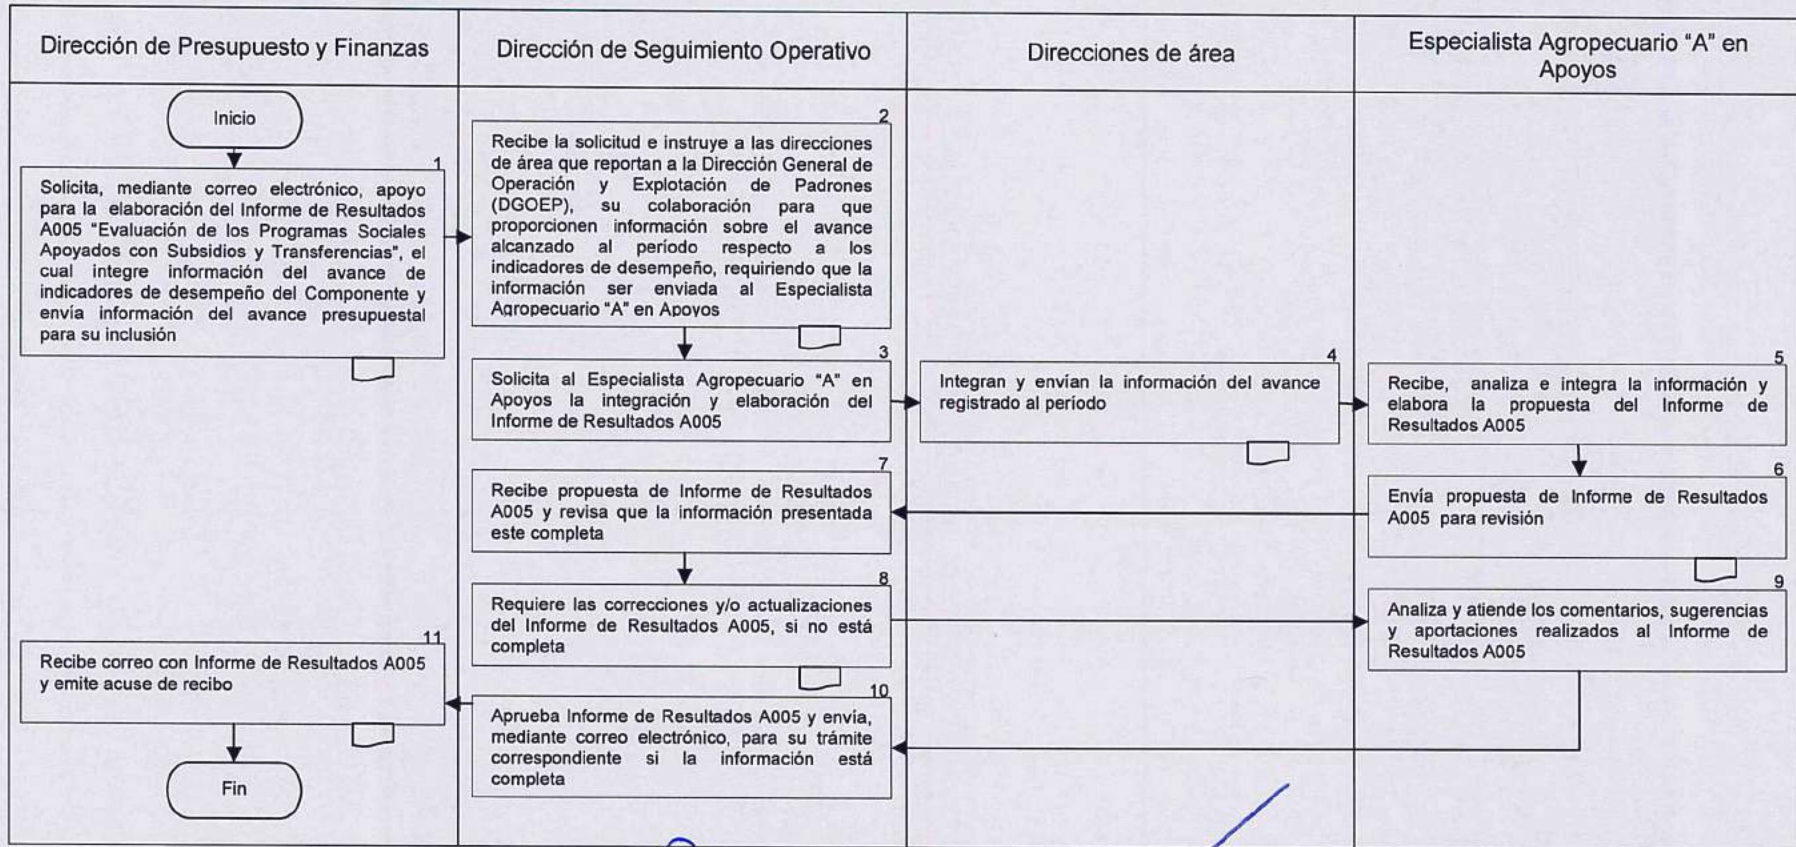 Dirección de Presupuesto y Finanzas
Dirección de Seguimiento Operativo
Direcciones de área
Especialista Agropecuario "A" en
Apoyos
Inicio
1
Solicita, mediante correo electrónico, apoyo
para la elaboración del Informe de Resultados
A005 "Evaluación de los Programas Sociales
Apoyados con Subsidios y Transferencias", el
cual integre información del avance de
indicadores de desempeño del Componente y
envía información del avance presupuestal
para su inclusión
2
Recibe la solicitud e instruye a las direcciones
de área que reportan a la Dirección General de
Operación y Explotación de Padrones
(DGOEP), su colaboración para que
proporcionen información sobre el avance
alcanzado al período respecto a los
indicadores de desempeño, requiriendo que la
información ser enviada al Especialista
Agropecuario "A" en Apoyos
3
Solicita al Especialista Agropecuario "A" en
Apoyos la integración y elaboración del
Informe de Resultados A005
4
Integran y envían la información del avance
registrado al período
5
Recibe, analiza e integra la información y
elabora la propuesta del Informe de
Resultados A005
6
Envía propuesta de Informe de Resultados
A005 para revisión
7
Recibe propuesta de Informe de Resultados
A005 y revisa que la información presentada
este completa
8
Requiere las correcciones y/o actualizaciones
del Informe de Resultados A005, si no está
completa
9
Analiza y atiende los comentarios, sugerencias
y aportaciones realizados al Informe de
Resultados A005
10
Aprueba Informe de Resultados A005 y envía,
mediante correo electrónico, para su trámite
correspondiente si la información está
completa
11
Recibe correo con Informe de Resultados A005
y emite acuse de recibo
Fin